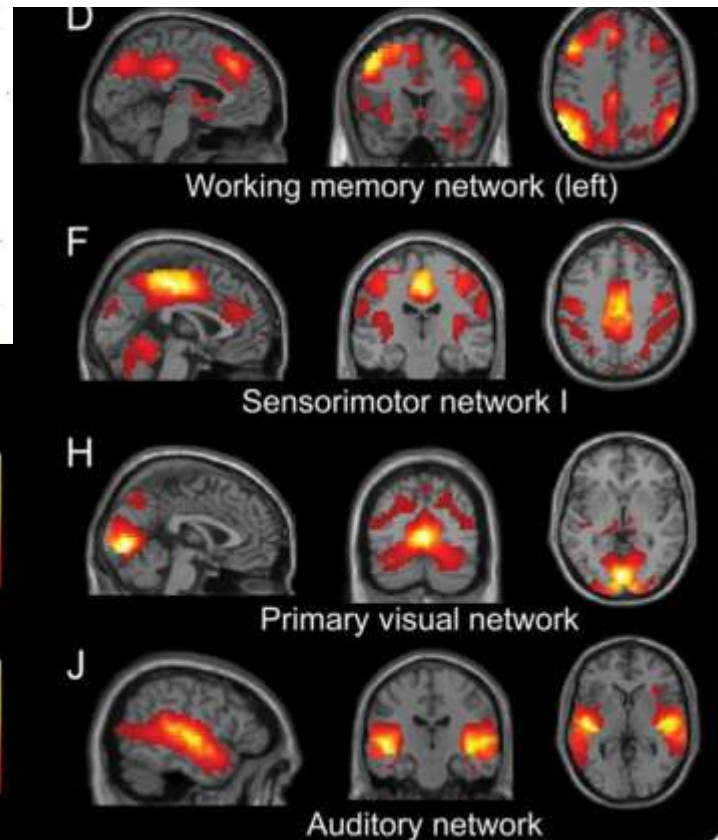 D
Working memory network (left)
F
Sensorimotor network I
H
Primary visual network
J
Auditory network